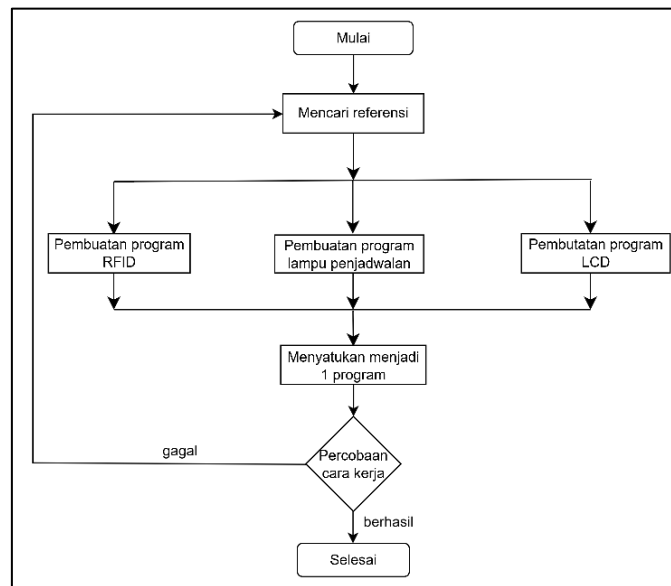 Mulai
Mencari referensi
Pembuatan program
RFID
Pembuatan program
lampu penjadwalan
Pembutatan program
LCD
Menyatukan menjadi
1 program
gagal
Percobaan
cara kerja
berhasil
Selesai